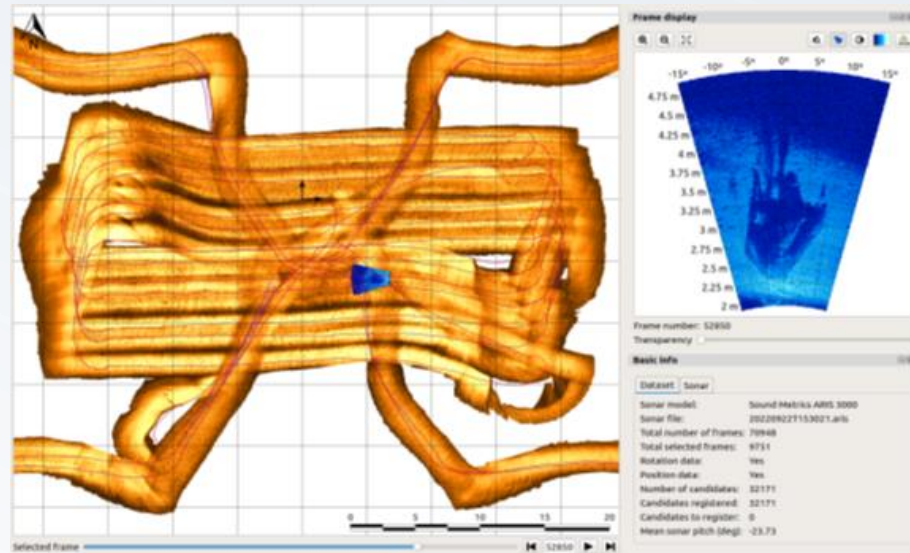 N
0 5 10 15 20
Selected frame 52850
Frame display
-15° -10° -5° 0° 5° 10° 15°
4.75 m
4.5 m
4.25 m
4 m
3.75 m
3.5 m
3.25 m
3 m
2.75 m
2.5 m
2.25 m
2 m
Frame number: 52850
Transparency
Basic info
Dataset Sonar
Sonar model: Sound Metrics ARIS 3000
Sonar file: 20220922T153021.aris
Total number of frames: 70948
Total selected frames: 9751
Rotation data: Yes
Position data: Yes
Number of candidates: 32171
Candidates registered: 32171
Candidates to register: 0
Mean sonar pitch (deg): -23.73